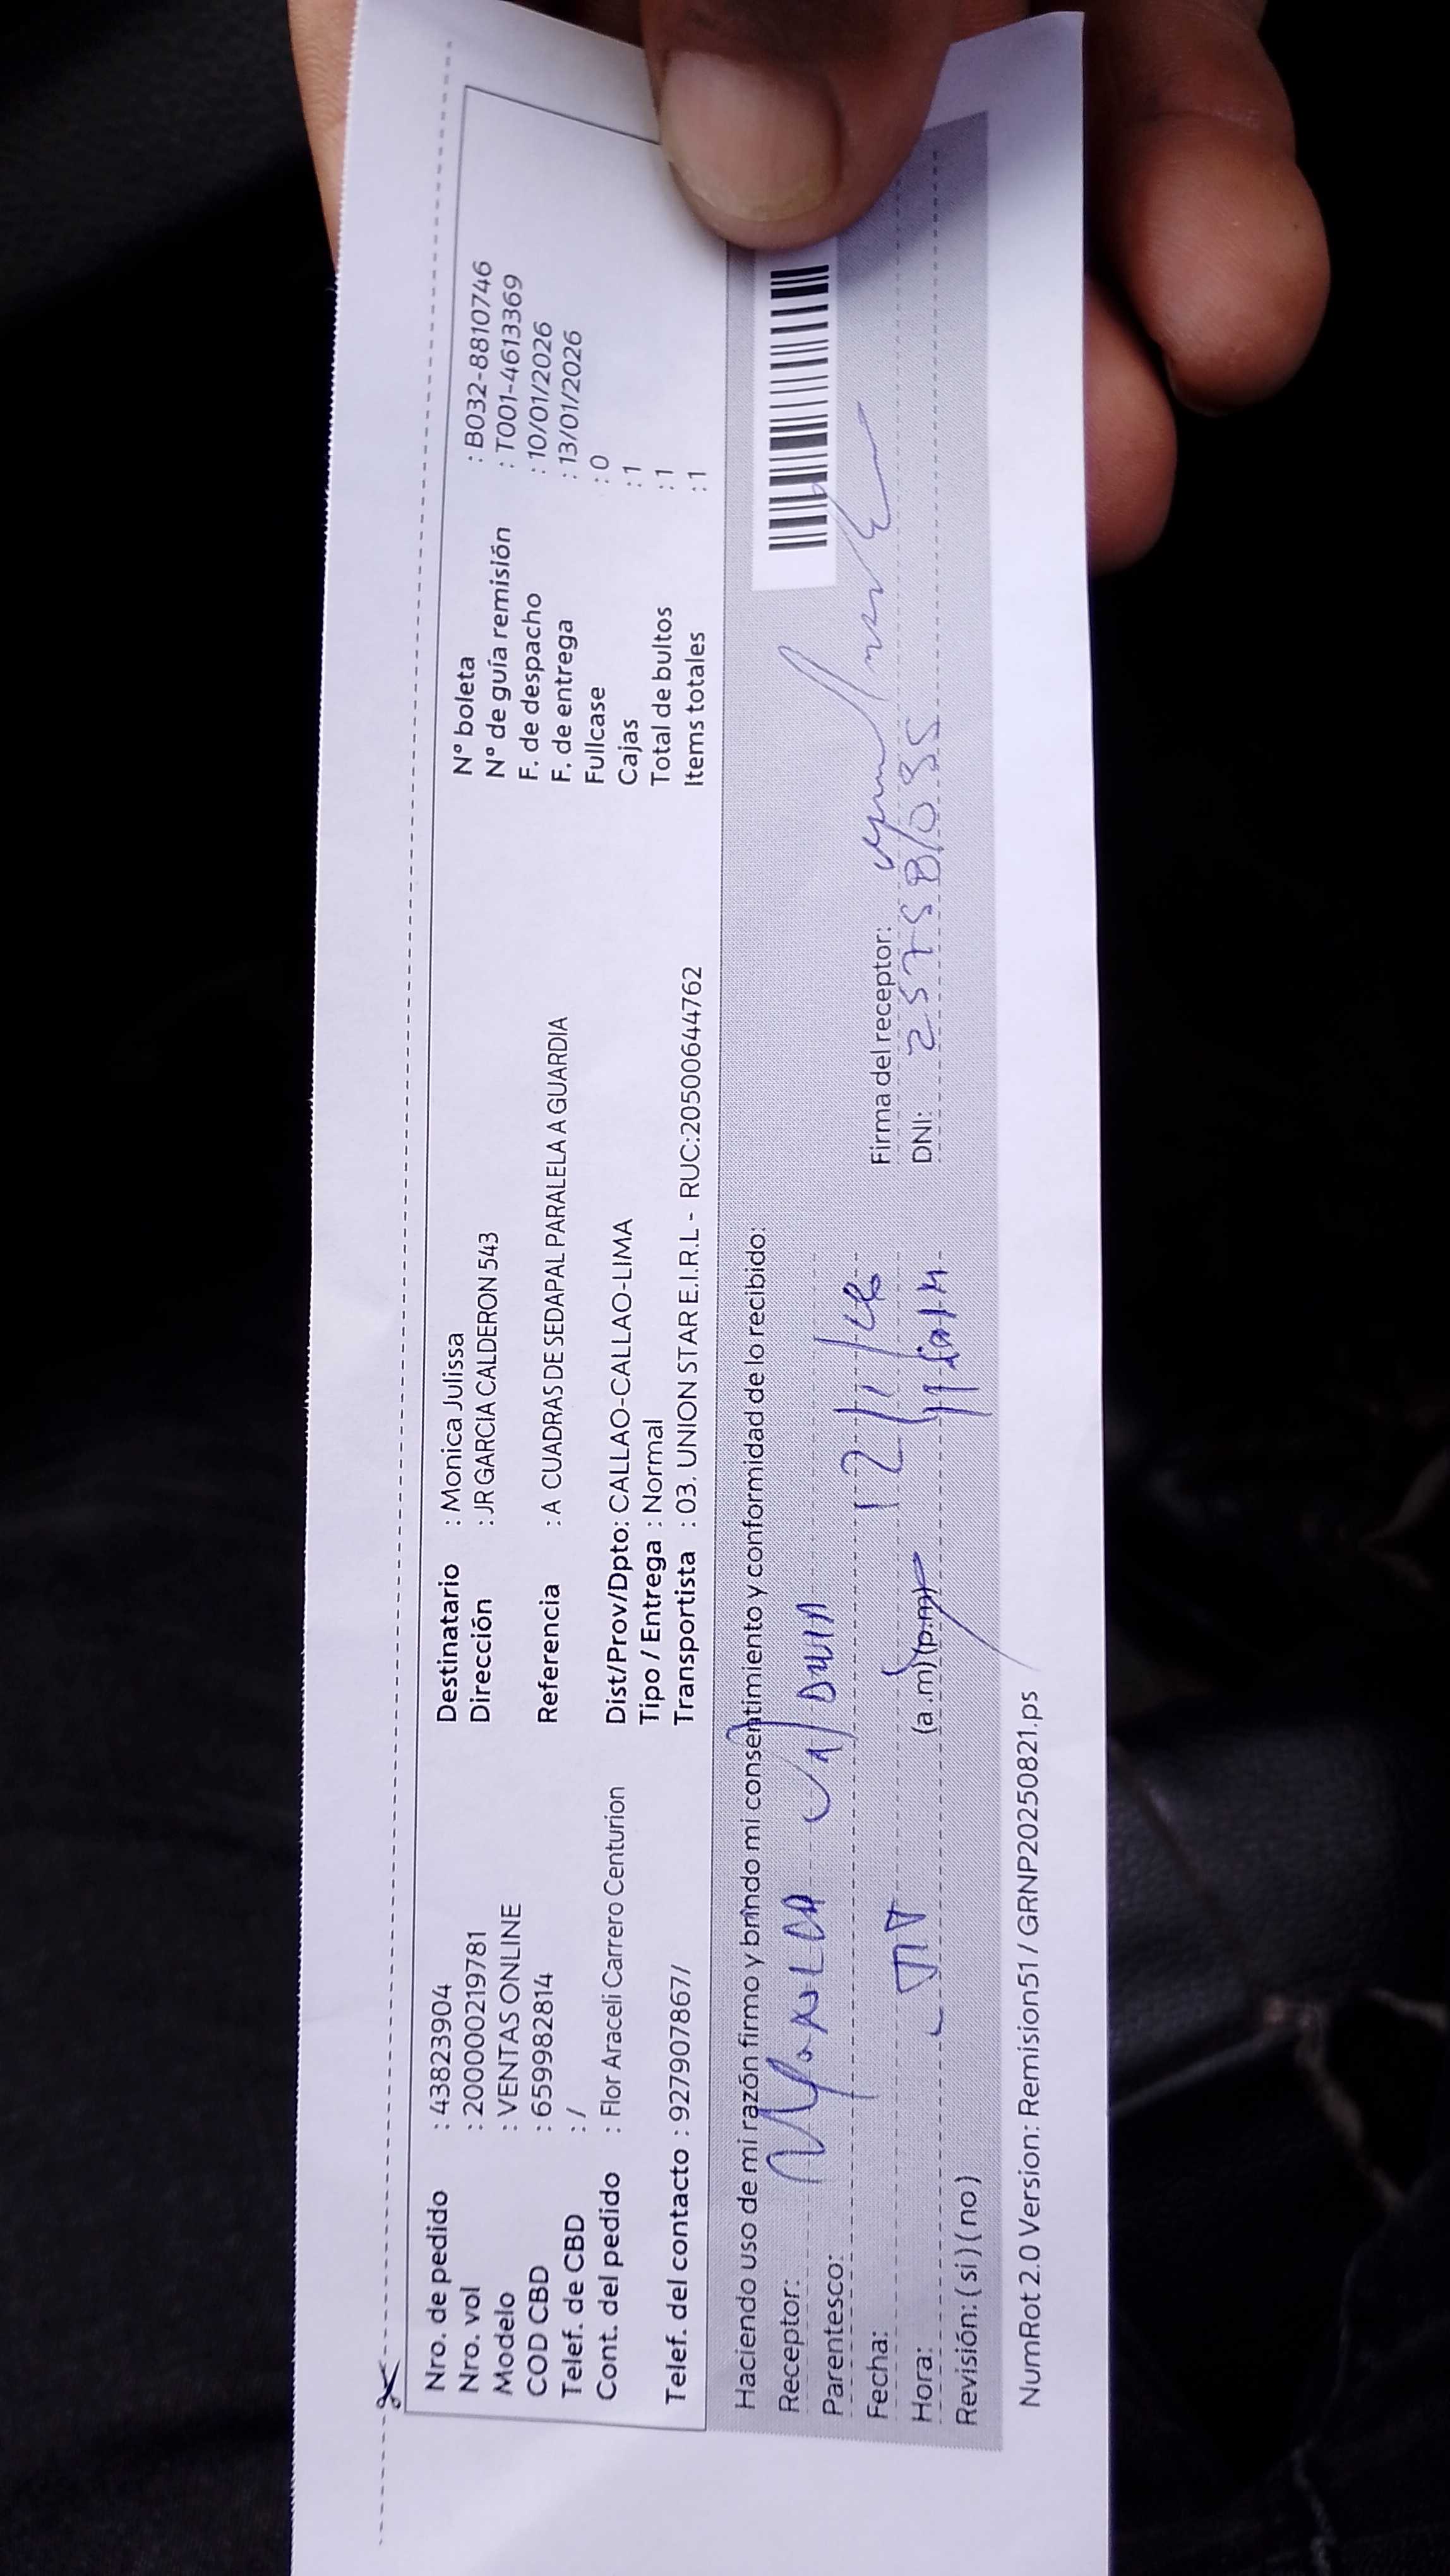 Nro. de pedido : 43823904
Nro. vol : 2000000219781
Modelo : VENTAS ONLINE
COD CBD : 659982814
Telef. de CBD : /
Cont. del pedido : Flor Araceli Carrero Centurion
Telef. del contacto : 927907867/
Destinatario : Monica Julissa
Dirección : JR GARCIA CALDERON 543
Referencia : A CUADRAS DE SEDAPAL PARALELA A GUARDIA
Dist/Prov/Dpto: CALLAO-CALLAO-LIMA
Tipo / Entrega : Normal
Transportista : 03. UNION STAR E.I.R.L - RUC:20500644762
N° boleta : B032-8810746
N° de guía remisión : T001-4613369
F. de despacho : 10/01/2026
F. de entrega : 13/01/2026
Fullcase : 0
Cajas : 1
Total de bultos : 1
Items totales : 1
Haciendo uso de mi razón firmo y brindo mi consentimiento y conformidad de lo recibido:
Receptor:
Parentesco:
Fecha:
Hora: (a.m) (p.m)
Revisión: ( si ) ( no )
Firma del receptor:
DNI:
NumRot 2.0 Version: Remision51 / GRNP20250821.ps